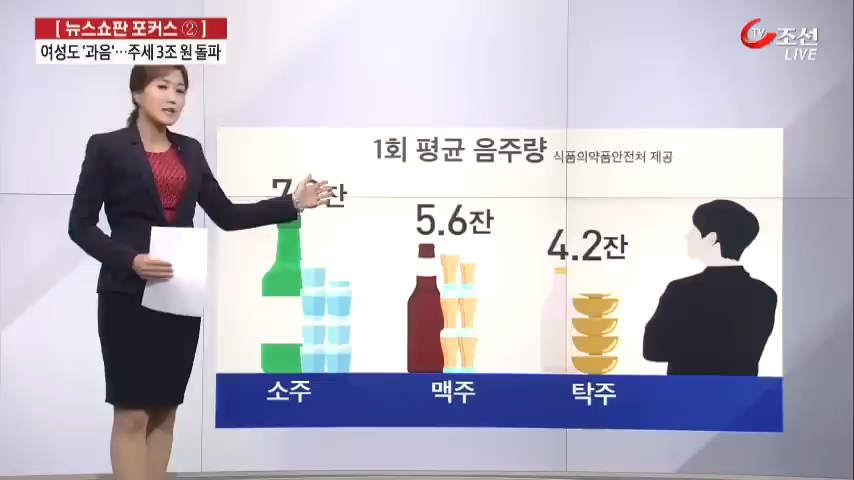 [ 뉴스쇼판 포커스 ② ]
여성도 '과음'…주세 3조 원 돌파
TV 조선
LIVE
1회 평균 음주량 식품의약품안전처 제공
잔
5.6잔
4.2잔
소주
맥주
탁주